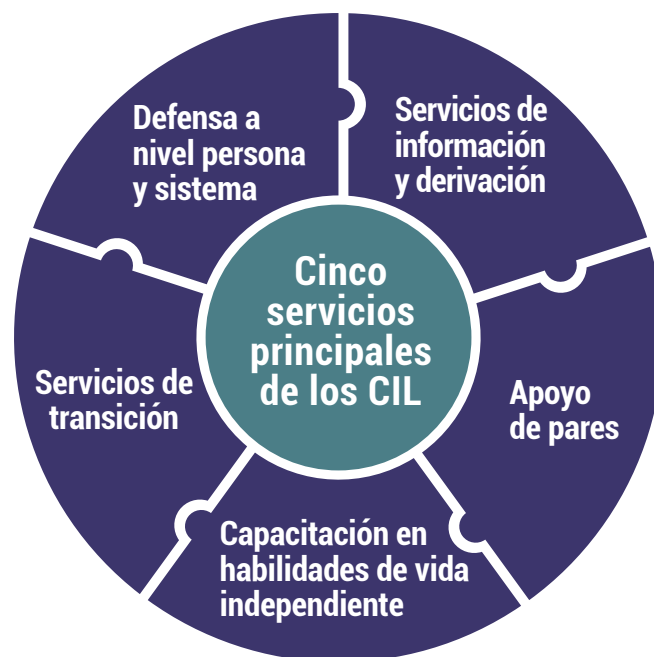 Defensa a
nivel persona
y sistema
Servicios de
información
y derivación
Cinco
servicios
principales
de los CIL
Servicios de
transición
Apoyo
de pares
Capacitación en
habilidades de vida
independiente